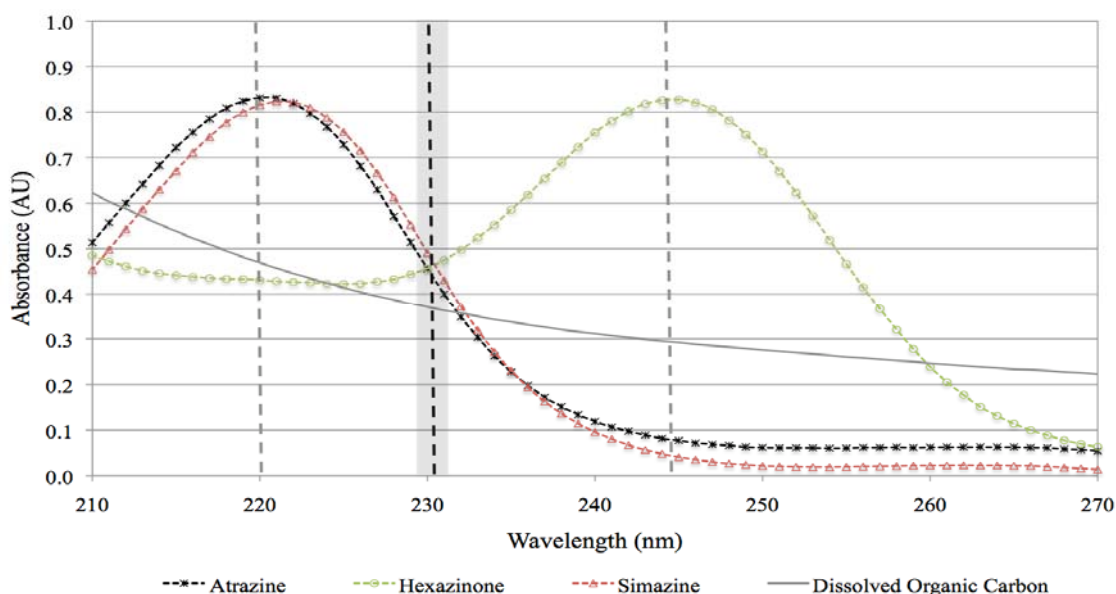 1.0
0.9
0.8
0.7
0.6
0.5
0.4
0.3
0.2
0.1
0.0
Absorbance (AU)
210 220 230 240 250 260 270
Wavelength (nm)
Atrazine Hexazinone Simazine Dissolved Organic Carbon